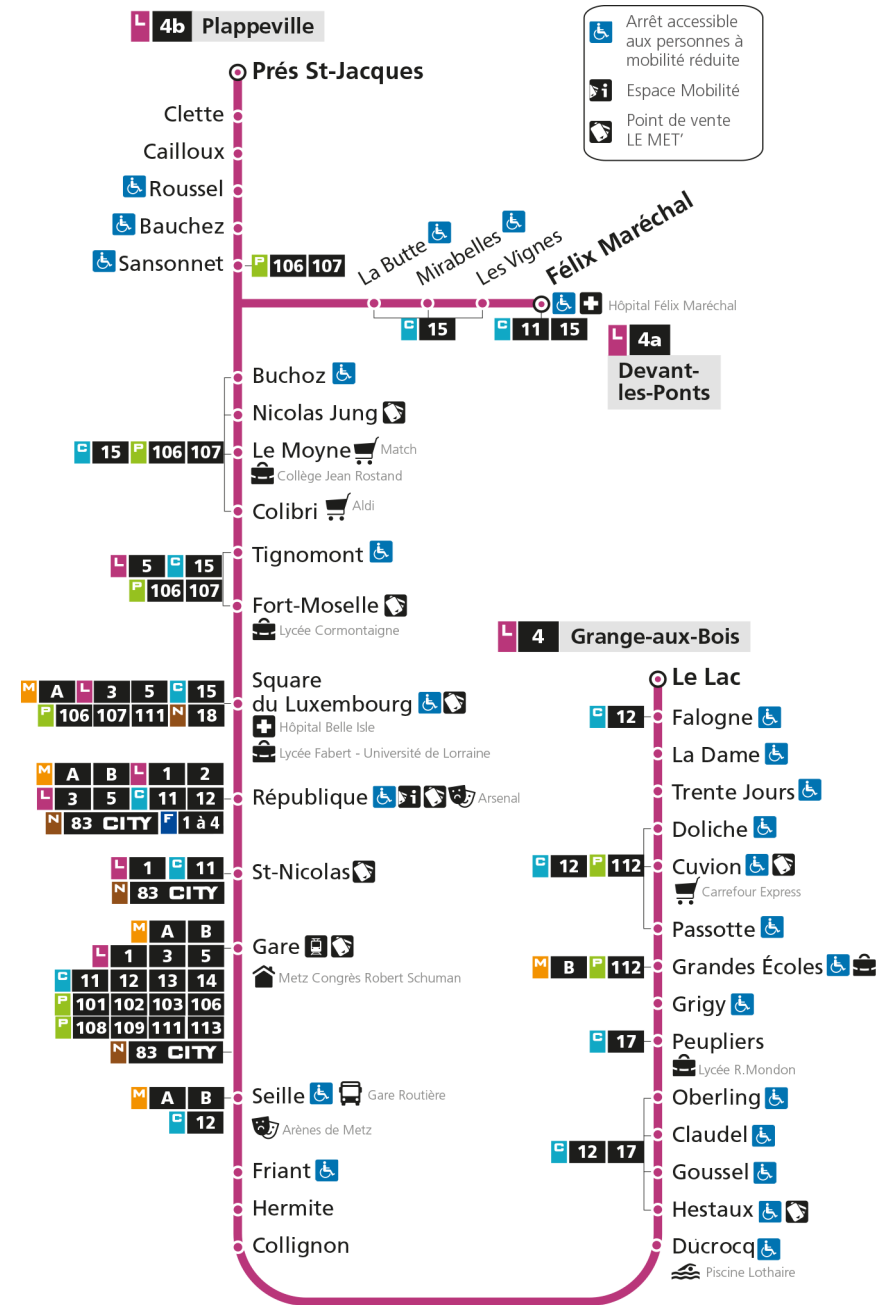 L 4b Plappeville
Arrêt accessible
aux personnes à
mobilité réduite
Espace Mobilité
Point de vente
LE MET'
Prés St-Jacques
Clette
Cailloux
Roussel
Bauchez
Sansonnet P 106 107
La Butte
Mirabelles
Les Vignes
Félix Maréchal
Hôpital Félix Maréchal
C 15
C 11 15
L 4a
Devant-
les-Ponts
Buchoz
Nicolas Jung
C 15 P 106 107
Le Moyne Match
Collège Jean Rostand
Colibri Aldi
Tignomont
L 5 C 15
P 106 107
Fort-Moselle
Lycée Cormontaigne
L 4 Grange-aux-Bois
Square
du Luxembourg
M A L 3 5 C 15
P 106 107 111 N 18
Hôpital Belle Isle
Lycée Fabert - Université de Lorraine
M A B L 1 2
L 3 5 C 11 12
N 83 CITY F 1 à 4
République Arsenal
L 1 C 11
N 83 CITY
St-Nicolas
M A B
L 1 3 5
C 11 12 13 14
P 101 102 103 106
P 108 109 111 113
N 83 CITY
Gare
Metz Congrès Robert Schuman
M A B
C 12
Seille Gare Routière
Arènes de Metz
Friant
Hermite
Collignon
Le Lac
C 12 Falogne
La Dame
Trente Jours
Doliche
C 12 P 112 Cuvion
Carrefour Express
Passotte
M B P 112 Grandes Écoles
Grigy
C 17 Peupliers
Lycée R.Mondon
Oberling
Claudel
C 12 17
Goussel
Hestaux
Ducrocq
Piscine Lothaire